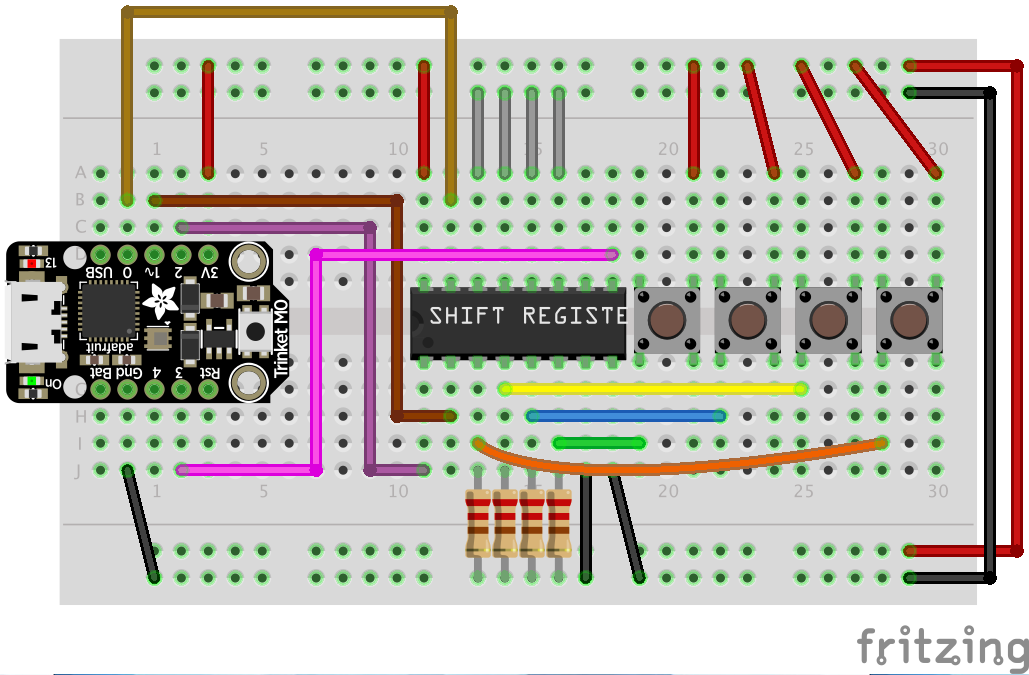 1 5 10 20 25 30
A
B
C
13
USB 0 1~ 2 3V
SHIFT REGISTE
adafruit
Trinket M0
On
Bat Gnd 4 3 Rst
H
I
J
1 5 10 20 25 30
fritzing